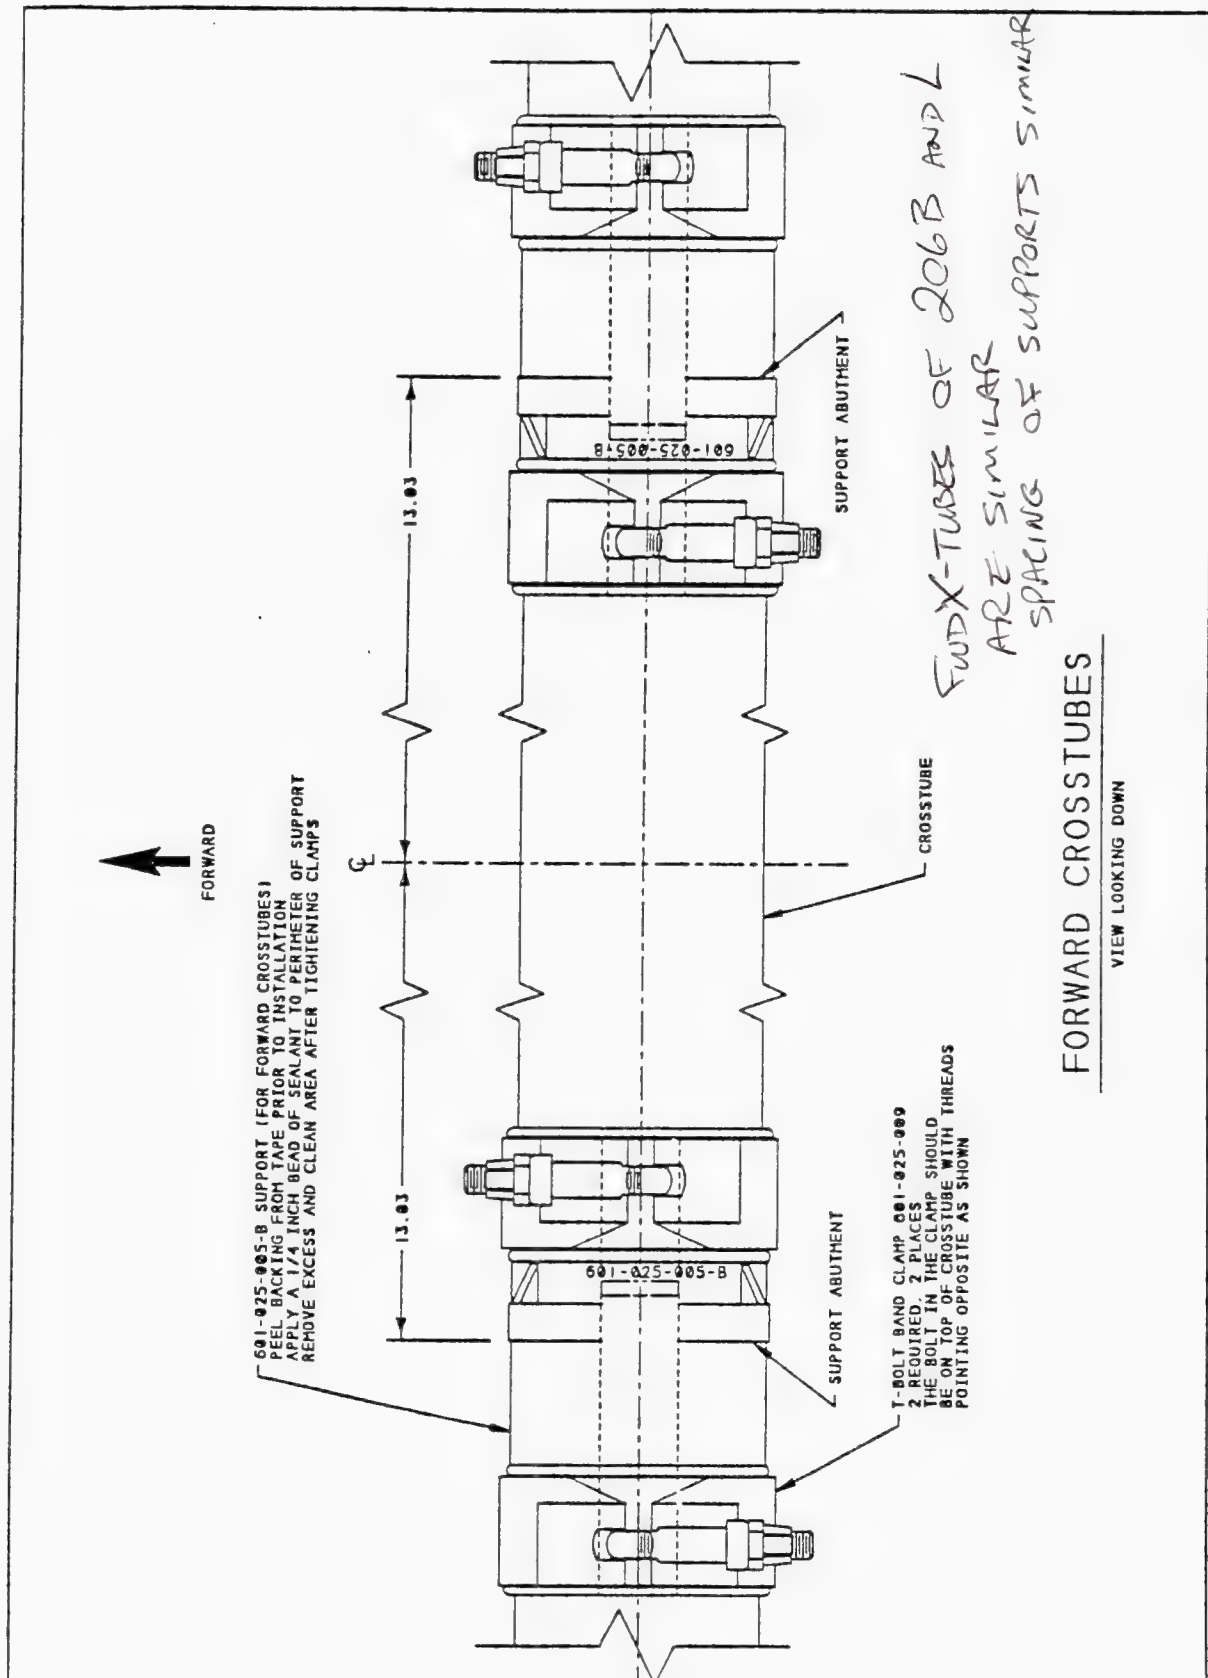 FORWARD
601-025-005-B SUPPORT (FOR FORWARD CROSSTUBES)
PEEL BACKING FROM TAPE PRIOR TO INSTALLATION
APPLY A 1/4 INCH BEAD OF SEALANT TO PERIMETER OF SUPPORT
REMOVE EXCESS AND CLEAN AREA AFTER TIGHTENING CLAMPS
℄
13.03
13.03
601-025-005-B
601-025-005-B
SUPPORT ABUTMENT
SUPPORT ABUTMENT
CROSSTUBE
T-BOLT BAND CLAMP 601-025-009
2 REQUIRED, 2 PLACES
THE BOLT IN THE CLAMP SHOULD
BE ON TOP OF CROSSTUBE WITH THREADS
POINTING OPPOSITE AS SHOWN
FWD X-TUBES OF 206B AND L
ARE SIMILAR
SPACING OF SUPPORTS SIMILAR
FORWARD CROSSTUBES
VIEW LOOKING DOWN